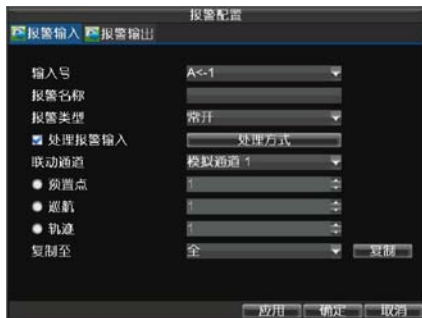 报警配置
报警输入 报警输出
输入号 A<-1
报警名称
报警类型 常开
处理报警输入 处理方式
联动通道 模拟通道 1
预置点 1
巡航 1
轨迹 1
复制至 全 复制
应用 确定 取消